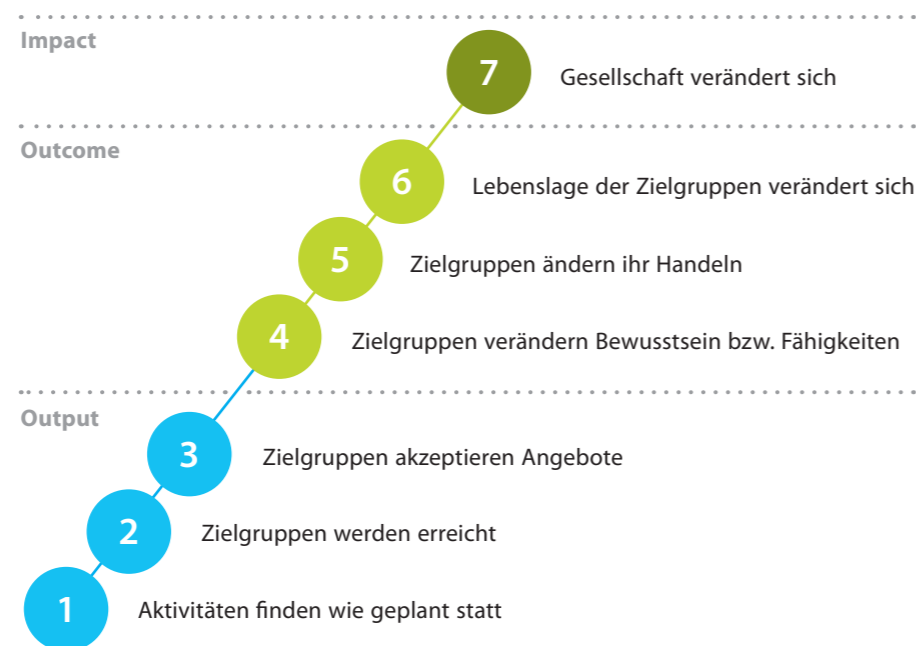 Impact
7 Gesellschaft verändert sich
Outcome
6 Lebenslage der Zielgruppen verändert sich
5 Zielgruppen ändern ihr Handeln
4 Zielgruppen verändern Bewusstsein bzw. Fähigkeiten
Output
3 Zielgruppen akzeptieren Angebote
2 Zielgruppen werden erreicht
1 Aktivitäten finden wie geplant statt